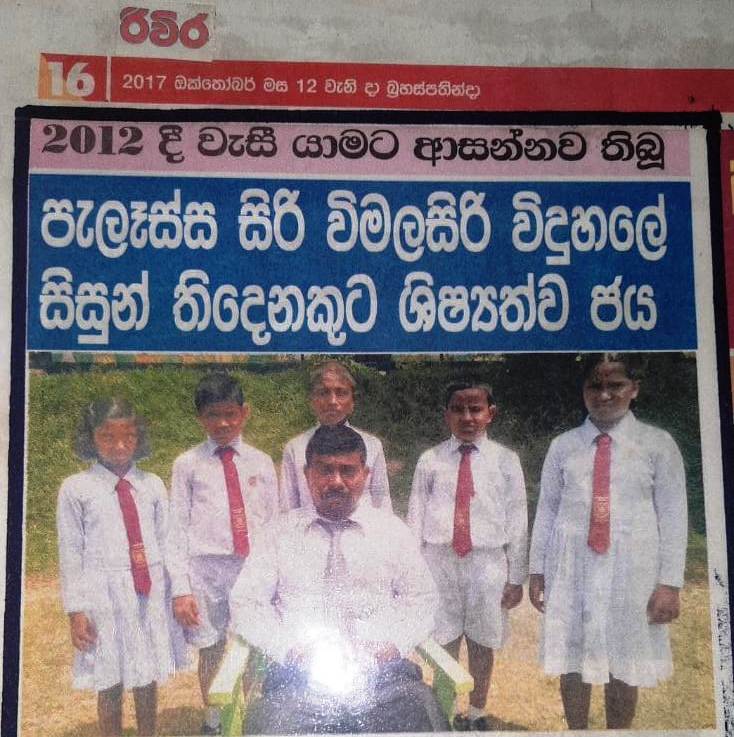 රිවිර
16 2017 ඔක්තෝබර් මස 12 වැනි දා බ්‍රහස්පතින්දා
2012 දී වැසී යාමට ආසන්නව තිබූ
පැලෑස්ස සිරි විමලසිරි විදුහලේ
සිසුන් තිදෙනකුට ශිෂ්‍යත්ව ජය